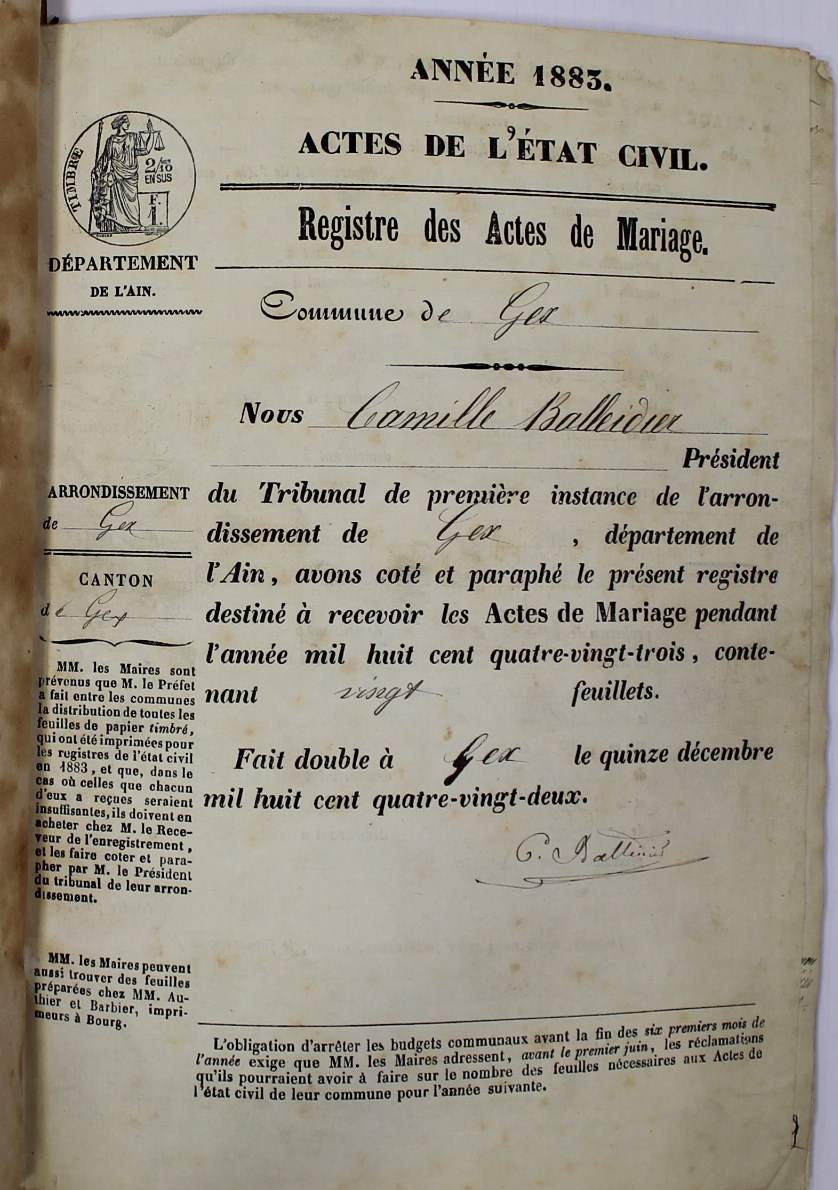 ANNÉE 1883.
ACTES DE L'ÉTAT CIVIL.
Registre des Actes de Mariage.
TIMBRE
2/10
EN SUS
F.
1.
DÉPARTEMENT
DE L'AIN.
Commune de Gex
Nous Camille Balleidier
Président
ARRONDISSEMENT
de Gex
CANTON
de Gex
du Tribunal de première instance de l'arron-
dissement de Gex, département de
l'Ain, avons coté et paraphé le présent registre
destiné à recevoir les Actes de Mariage pendant
l'année mil huit cent quatre-vingt-trois, conte-
nant vingt feuillets.
Fait double à Gex le quinze décembre
mil huit cent quatre-vingt-deux.
MM. les Maires sont
prévenus que M. le Préfet
a fait entre les communes
la distribution de toutes les
feuilles de papier timbré,
qui ont été imprimées pour
les registres de l'état civil
en 1883, et que, dans le
cas où celles que chacun
d'eux a reçues seraient
insuffisantes, ils doivent en
acheter chez M. le Rece-
veur de l'enregistrement,
et les faire coter et para-
pher par M. le Président
du tribunal de leur arron-
dissement.
MM. les Maires peuvent
aussi trouver des feuilles
préparées chez MM. Au-
thier et Barbier, impri-
meurs à Bourg.
L'obligation d'arrêter les budgets communaux avant la fin des six premiers mois de
l'année exige que MM. les Maires adressent, avant le premier juin, les réclamations
qu'ils pourraient avoir à faire sur le nombre des feuilles nécessaires aux Actes de
l'état civil de leur commune pour l'année suivante.